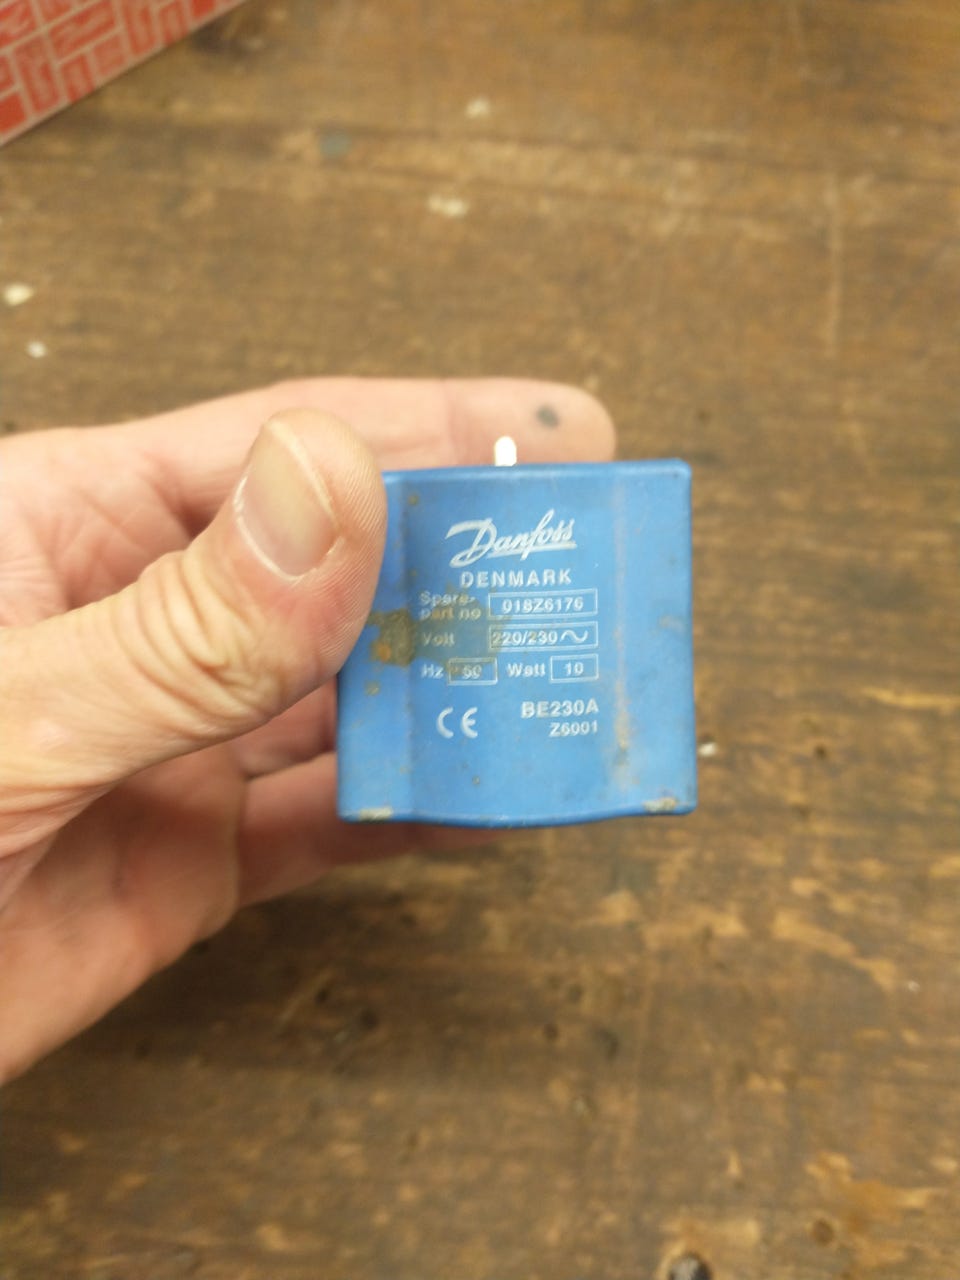 Danfoss
DENMARK
Spare-
part no 018Z6176
Volt 220/230~
Hz 50 Watt 10
CE BE230A
Z6001